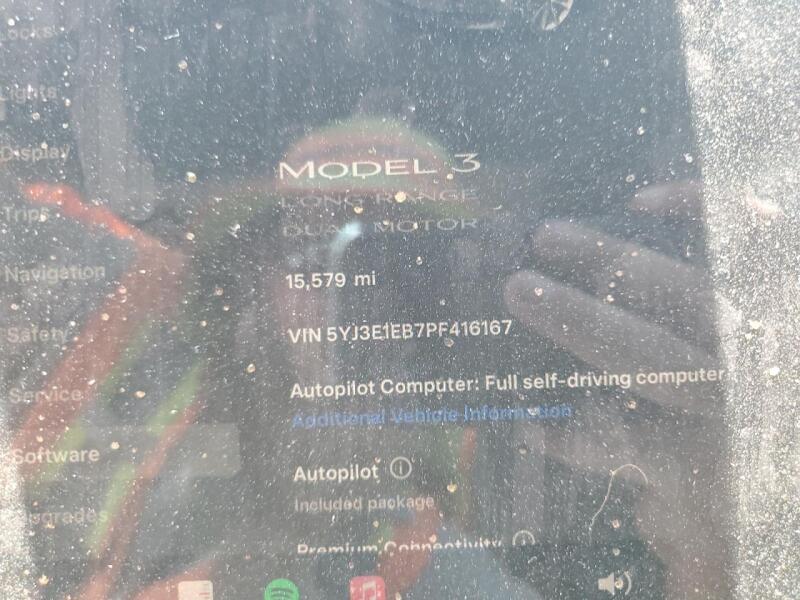 Locks
Lights
Display
Trips
Navigation
Safety
Service
Software
Upgrades
MODEL 3
LONG RANGE
DUAL MOTOR
15,579 mi
VIN 5YJ3E1EB7PF416167
Autopilot Computer: Full self-driving computer
Additional Vehicle Information
Autopilot
Included package
Premium Connectivity